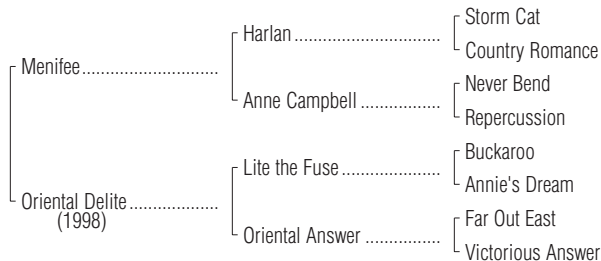 Storm Cat
Harlan..............................
Country Romance
Menifee.............................
Never Bend
Anne Campbell .................
Repercussion
Buckaroo
Lite the Fuse .....................
Annie's Dream
Oriental Delite...................
(1998)
Far Out East
Oriental Answer ................
Victorious Answer